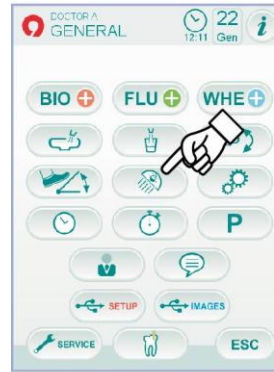 DOCTOR A
GENERAL
12:11
22
Gen
i
BIO
FLU
WHE
P
SETUP
IMAGES
SERVICE
ESC